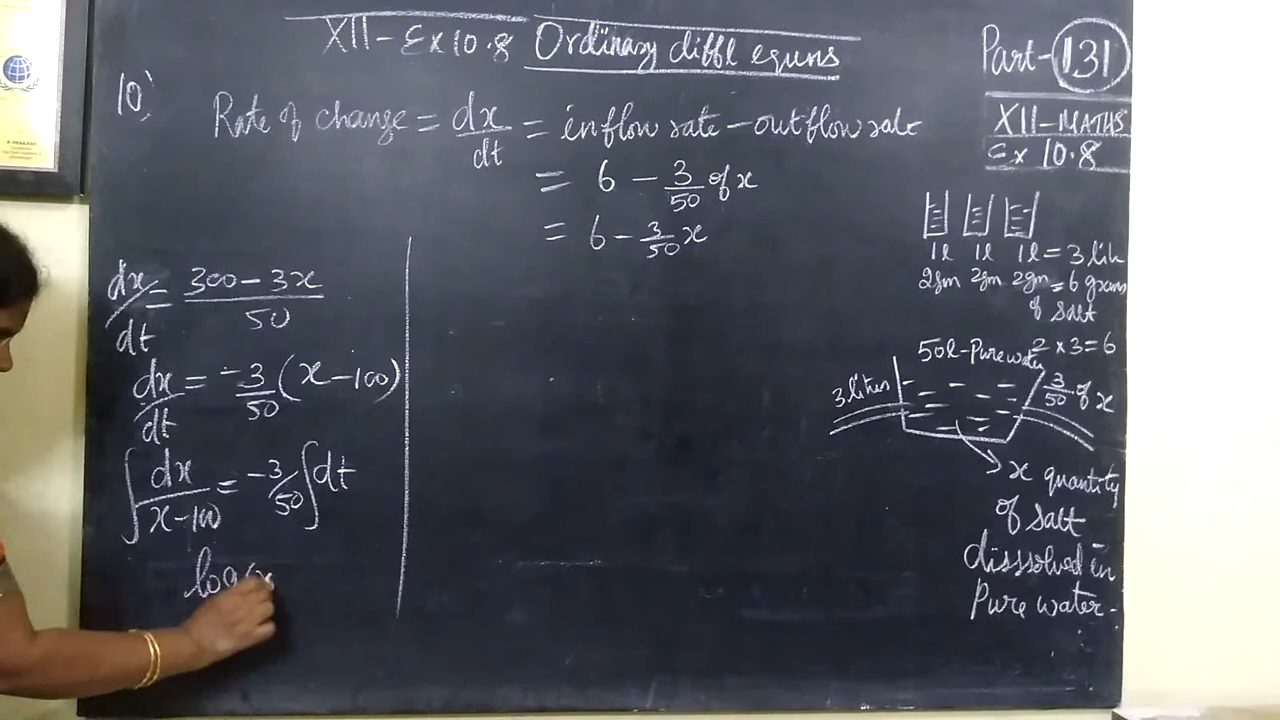 XII - Ex 10.8 Ordinary diffl equns
Part - 131
XII - MATHS
Ex 10.8
10)
Rate of change = dx/dt = inflow rate - outflow rate
= 6 - 3/50 of x
= 6 - 3/50 x
dx/dt = 300 - 3x / 50
dx/dt = -3/50 (x - 100)
∫ dx / x - 100 = -3/50 ∫ dt
log(x
1l 1l 1l = 3 lit
2gm 2gm 2gm = 6 grams
of salt
2 x 3 = 6
50l - Pure water
3 liters
3/50 of x
x quantity
of salt
disssolved in
Pure water.